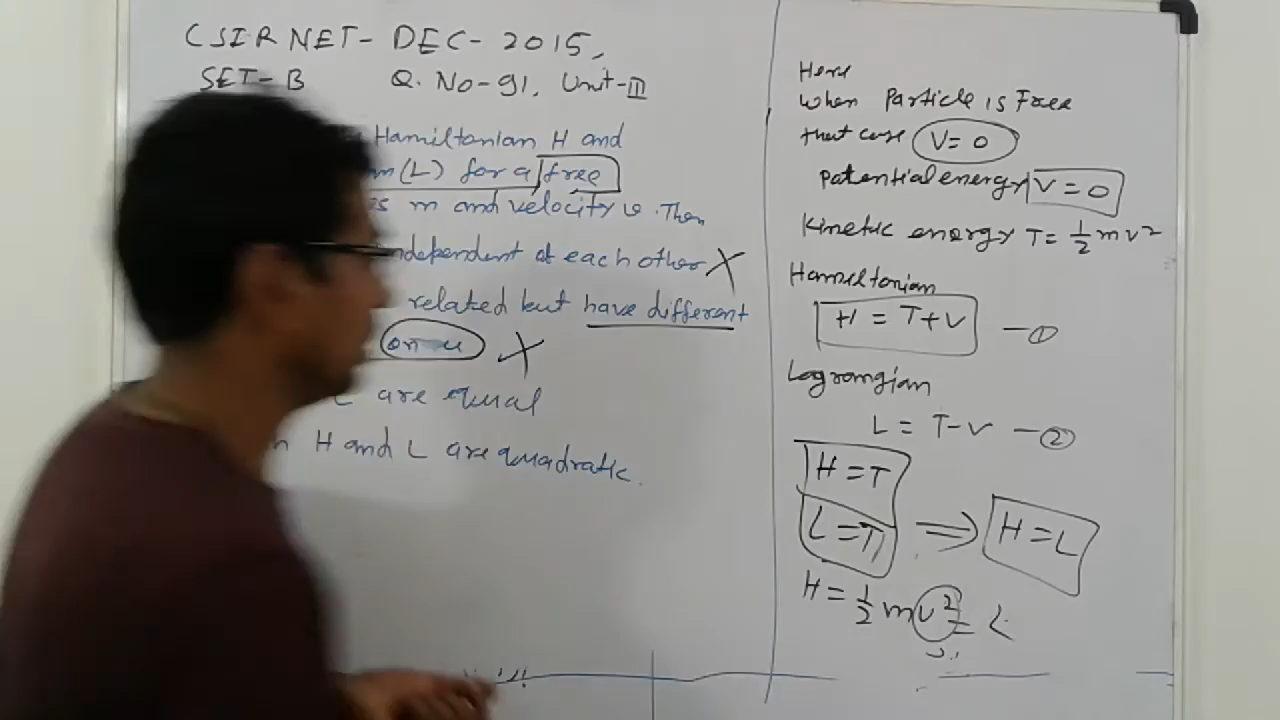 CSIR NET- DEC- 2015,
SET- B Q. No-91, Unit-III
Hamiltonian H and
(L) for a free
m and velocity v. Then
independent of each other X
related but have different
on u X
L are equal
H and L are quadratic.
Here
when Particle is Free
that case V= 0
potential energy V = 0
Kinetic energy T= 1/2 mv²
Hamiltonian
H = T+V —①
Lagrangian
L = T-V —②
H = T
L = T ⟹ H = L
H = 1/2 mv² = L